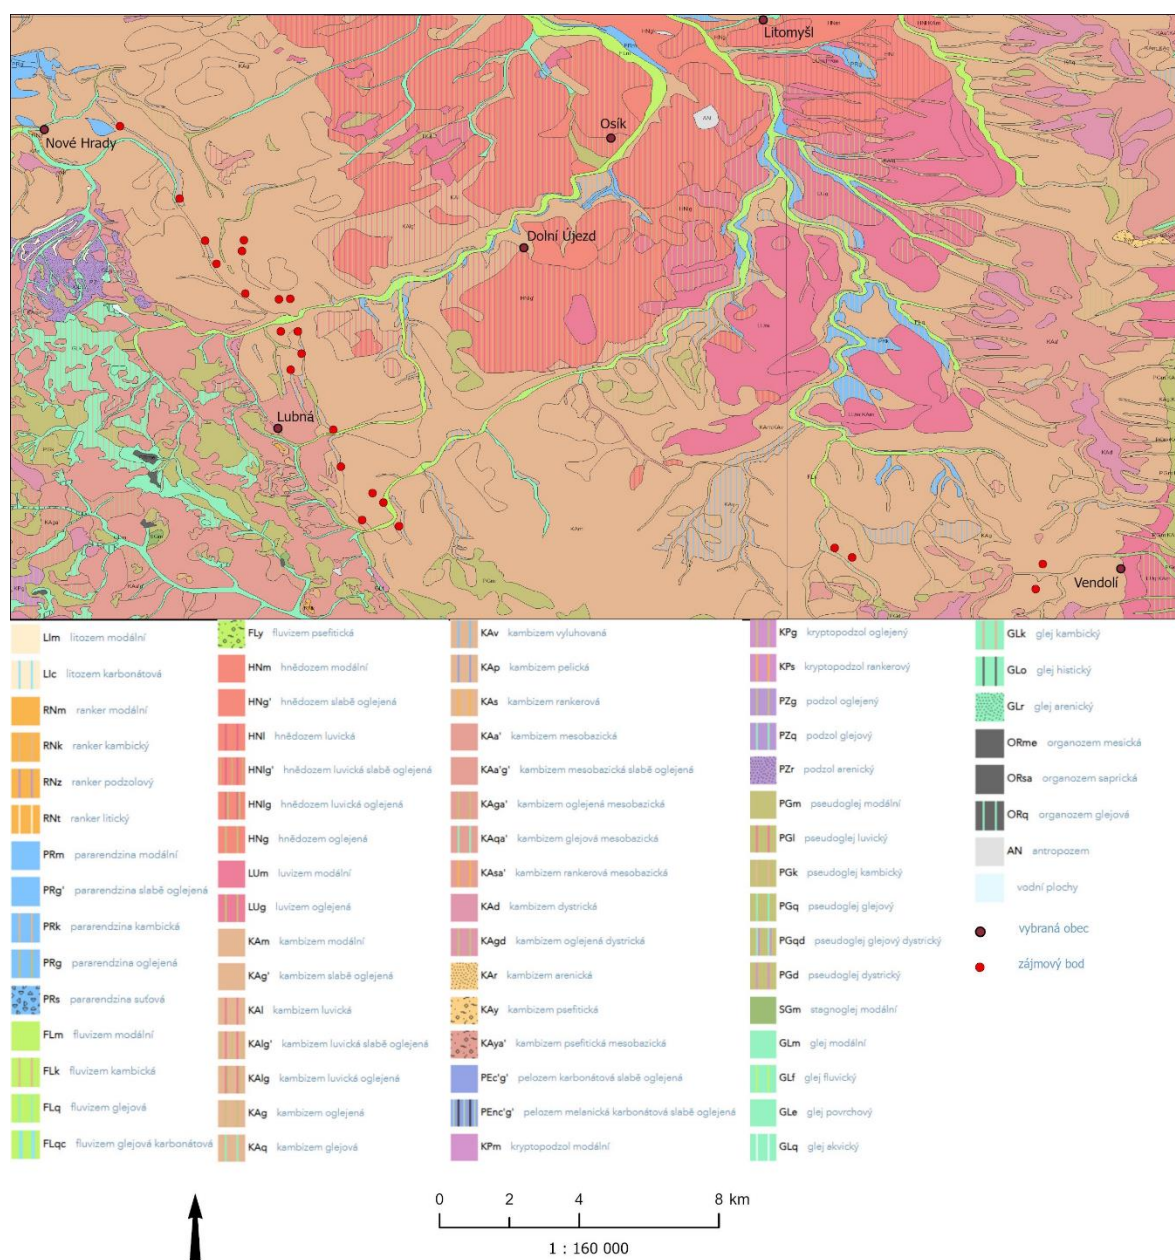 Litomyšl
Nové Hrady
Osík
AN
Dolní Újezd
Lubná
Vendolí
LIm litozem modální
LIc litozem karbonátová
RNm ranker modální
RNk ranker kambický
RNz ranker podzolový
RNt ranker litický
PRm pararendzina modální
PRg' pararendzina slabě oglejená
PRk pararendzina kambická
PRg pararendzina oglejená
PRs pararendzina suťová
FLm fluvizem modální
FLk fluvizem kambická
FLq fluvizem glejová
FLqc fluvizem glejová karbonátová
FLy fluvizem psefitická
HNm hnědozem modální
HNg' hnědozem slabě oglejená
HNl hnědozem luvická
HNlg' hnědozem luvická slabě oglejená
HNlg hnědozem luvická oglejená
HNg hnědozem oglejená
LUm luvizem modální
LUg luvizem oglejená
KAm kambizem modální
KAg' kambizem slabě oglejená
KAl kambizem luvická
KAlg' kambizem luvická slabě oglejená
KAlg kambizem luvická oglejená
KAg kambizem oglejená
KAq kambizem glejová
KAv kambizem vyluhovaná
KAp kambizem pelická
KAs kambizem rankerová
KAa' kambizem mesobazická
KAa'g' kambizem mesobazická slabě oglejená
KAga' kambizem oglejená mesobazická
KAqa' kambizem glejová mesobazická
KAsa' kambizem rankerová mesobazická
KAd kambizem dystrická
KAgd kambizem oglejená dystrická
KAr kambizem arenická
KAy kambizem psefitická
KAya' kambizem psefitická mesobazická
PEc'g' pelozem karbonátová slabě oglejená
PEnc'g' pelozem melanická karbonátová slabě oglejená
KPm kryptopodzol modální
KPg kryptopodzol oglejený
KPs kryptopodzol rankerový
PZg podzol oglejený
PZq podzol glejový
PZr podzol arenický
PGm pseudoglej modální
PGl pseudoglej luvický
PGk pseudoglej kambický
PGq pseudoglej glejový
PGqd pseudoglej glejový dystrický
PGd pseudoglej dystrický
SGm stagnoglej modální
GLm glej modální
GLf glej fluvický
GLe glej povrchový
GLq glej akvický
GLk glej kambický
GLo glej histický
GLr glej arenický
ORme organozem mesická
ORsa organozem saprická
ORq organozem glejová
AN antropozem
vodní plochy
vybraná obec
zájmový bod
0 2 4 8 km
1 : 160 000